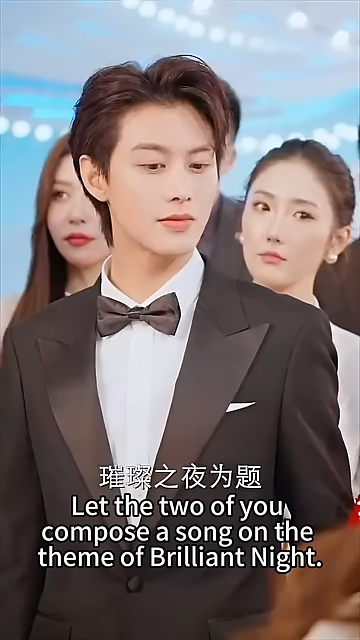 璀璨之夜为题
Let the two of you
compose a song on the
theme of Brilliant Night.